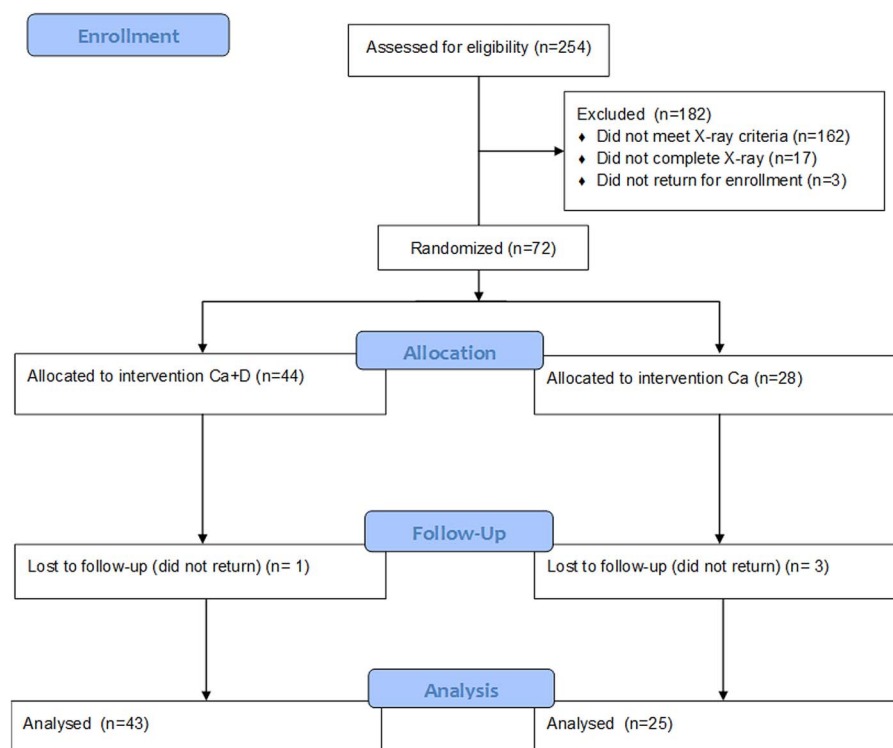 Enrollment
Assessed for eligibility (n=254)
Excluded (n=182)
♦ Did not meet X-ray criteria (n=162)
♦ Did not complete X-ray (n=17)
♦ Did not return for enrollment (n=3)
Randomized (n=72)
Allocation
Allocated to intervention Ca+D (n=44)
Allocated to intervention Ca (n=28)
Follow-Up
Lost to follow-up (did not return) (n= 1)
Lost to follow-up (did not return) (n= 3)
Analysis
Analysed (n=43)
Analysed (n=25)